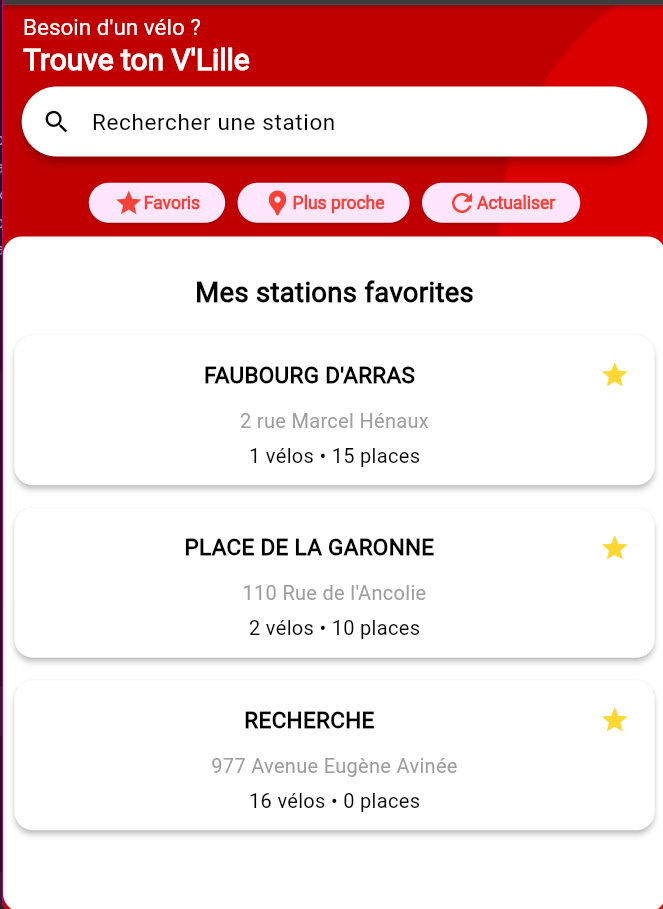 Besoin d'un vélo ?
Trouve ton V'Lille
Rechercher une station
Favoris Plus proche Actualiser
Mes stations favorites
FAUBOURG D'ARRAS
2 rue Marcel Hénaux
1 vélos • 15 places
PLACE DE LA GARONNE
110 Rue de l'Ancolie
2 vélos • 10 places
RECHERCHE
977 Avenue Eugène Avinée
16 vélos • 0 places